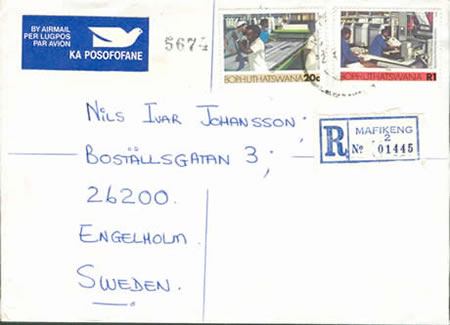 BY AIRMAIL
PER LUGPOS
PAR AVION
KA POSOFOFANE
BOPHUTHATSWANA 20c
BOPHUTHATSWANA R1
NILS IVAR JOHANSSON;
BOSTÄLLSGATAN 3;
26200.
ENGELHOLM.
SWEDEN.
R MAFIKENG
2
No 01445